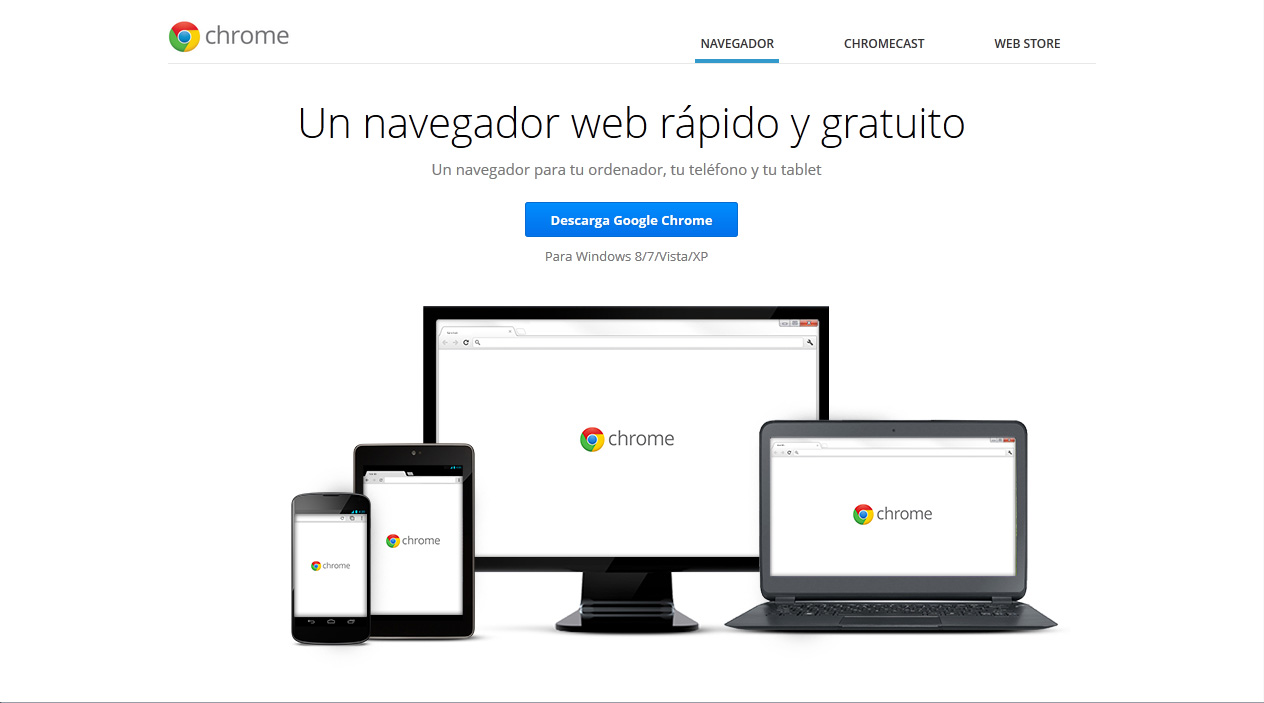 chrome
NAVEGADOR CHROMECAST WEB STORE
Un navegador web rápido y gratuito
Un navegador para tu ordenador, tu teléfono y tu tablet
Descarga Google Chrome
Para Windows 8/7/Vista/XP
chrome
chrome
chrome
chrome